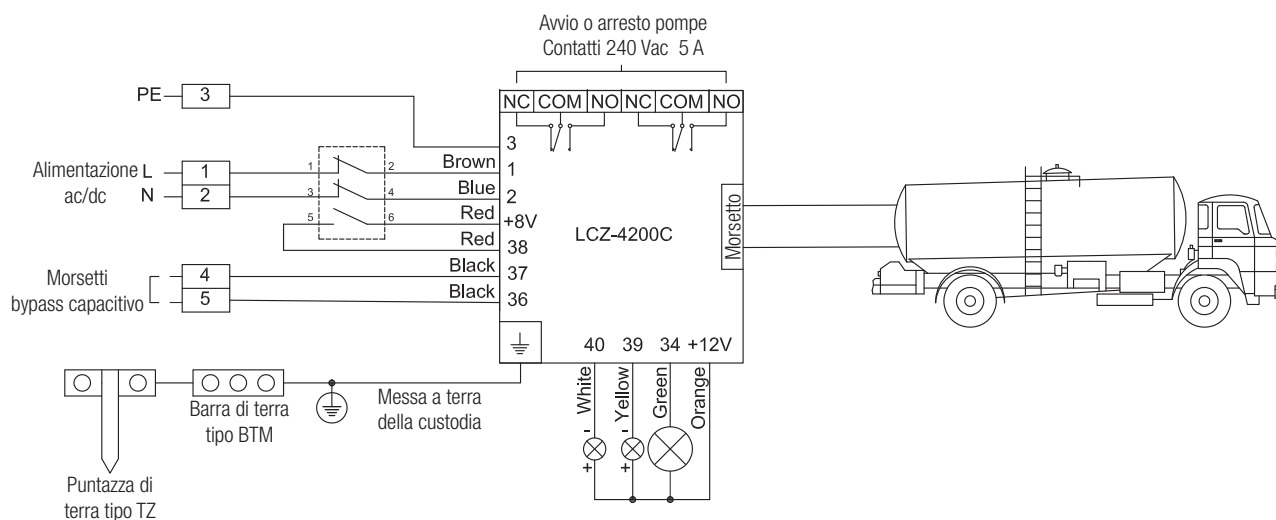 Avvio o arresto pompe
Contatti 240 Vac 5 A
NC COM NO NC COM NO
PE 3
3
Alimentazione L 1 1 2 Brown 1
ac/dc N 2 3 4 Blue 2
5 6 Red +8V
Red 38
LCZ-4200C
Morsetto
Morsetti 4 Black 37
bypass capacitivo 5 Black 36
40 39 34 +12V
White Yellow Green Orange
- -
+ +
Messa a terra
della custodia
Barra di terra
tipo BTM
Puntazza di
terra tipo TZ